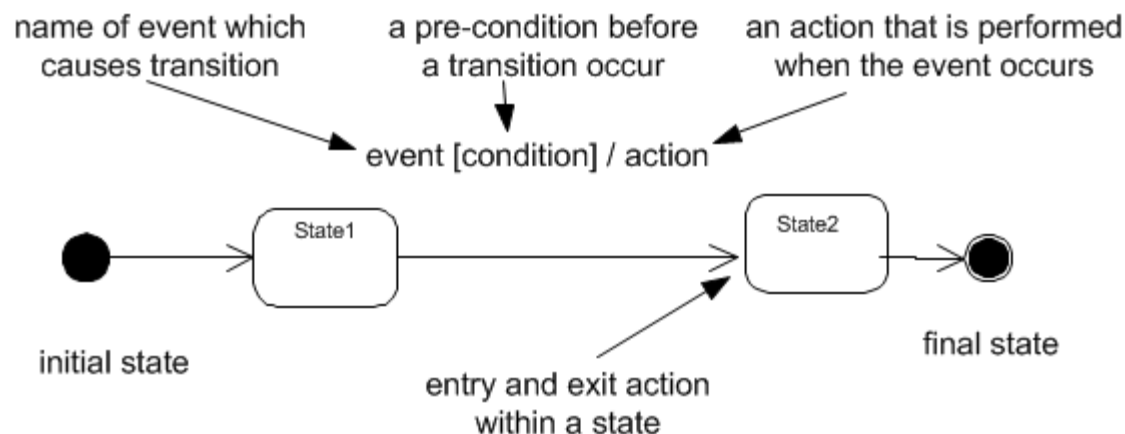 name of event which
causes transition
a pre-condition before
a transition occur
an action that is performed
when the event occurs
event [condition] / action
State1
State2
initial state
entry and exit action
within a state
final state